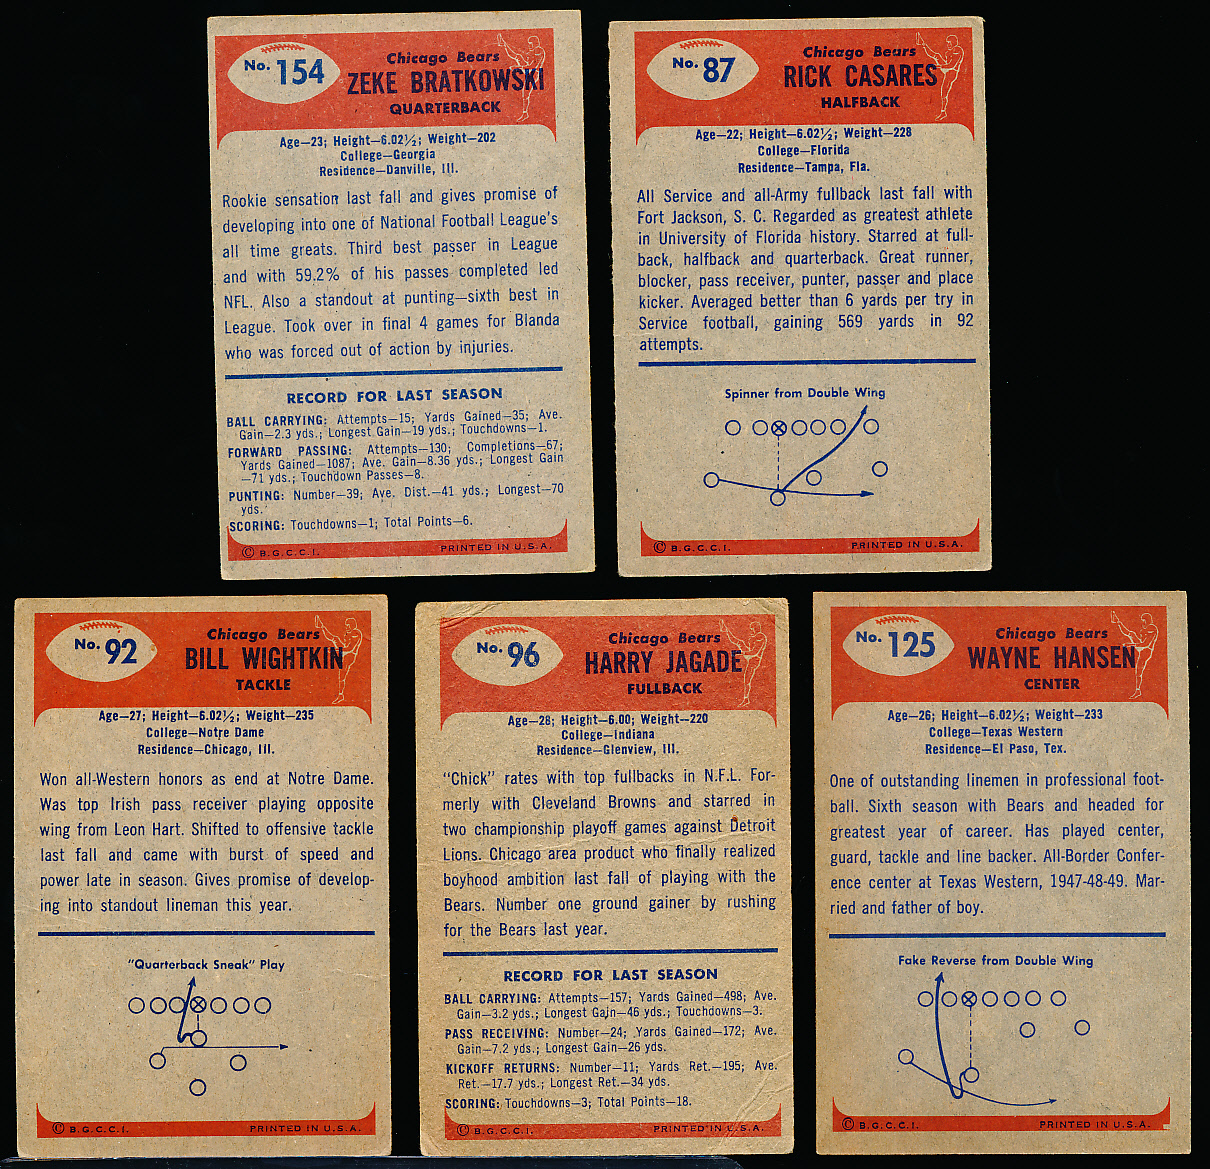 No. 154
Chicago Bears
ZEKE BRATKOWSKI
QUARTERBACK
Age—23; Height—6.02½; Weight—202
College—Georgia
Residence—Danville, Ill.
Rookie sensation last fall and gives promise of
developing into one of National Football League's
all time greats. Third best passer in League
and with 59.2% of his passes completed led
NFL. Also a standout at punting—sixth best in
League. Took over in final 4 games for Blanda
who was forced out of action by injuries.
RECORD FOR LAST SEASON
BALL CARRYING: Attempts—15; Yards Gained—35; Ave.
Gain—2.3 yds.; Longest Gain—19 yds.; Touchdowns—1.
FORWARD PASSING: Attempts—130; Completions—67;
Yards Gained—1087; Ave. Gain—8.36 yds.; Longest Gain
—71 yds.; Touchdown Passes—8.
PUNTING: Number—39; Ave. Dist.—41 yds.; Longest—70
yds.
SCORING: Touchdowns—1; Total Points—6.
© B.G.C.C.I. PRINTED IN U.S.A.
No. 87
Chicago Bears
RICK CASARES
HALFBACK
Age—22; Height—6.02½; Weight—228
College—Florida
Residence—Tampa, Fla.
All Service and all-Army fullback last fall with
Fort Jackson, S. C. Regarded as greatest athlete
in University of Florida history. Starred at full-
back, halfback and quarterback. Great runner,
blocker, pass receiver, punter, passer and place
kicker. Averaged better than 6 yards per try in
Service football, gaining 569 yards in 92
attempts.
Spinner from Double Wing
© B.G.C.C.I. PRINTED IN U.S.A.
No. 92
Chicago Bears
BILL WIGHTKIN
TACKLE
Age—27; Height—6.02½; Weight—235
College—Notre Dame
Residence—Chicago, Ill.
Won all-Western honors as end at Notre Dame.
Was top Irish pass receiver playing opposite
wing from Leon Hart. Shifted to offensive tackle
last fall and came with burst of speed and
power late in season. Gives promise of develop-
ing into standout lineman this year.
"Quarterback Sneak" Play
© B.G.C.C.I. PRINTED IN U.S.A.
No. 96
Chicago Bears
HARRY JAGADE
FULLBACK
Age—28; Height—6.00; Weight—220
College—Indiana
Residence—Glenview, Ill.
"Chick" rates with top fullbacks in N.F.L. For-
merly with Cleveland Browns and starred in
two championship playoff games against Detroit
Lions. Chicago area product who finally realized
boyhood ambition last fall of playing with the
Bears. Number one ground gainer by rushing
for the Bears last year.
RECORD FOR LAST SEASON
BALL CARRYING: Attempts—157; Yards Gained—498; Ave.
Gain—3.2 yds.; Longest Gain—46 yds.; Touchdowns—3.
PASS RECEIVING: Number—24; Yards Gained—172; Ave.
Gain—7.2 yds.; Longest Gain—26 yds.
KICKOFF RETURNS: Number—11; Yards Ret.—195; Ave.
Ret.—17.7 yds.; Longest Ret.—34 yds.
SCORING: Touchdowns—3; Total Points—18.
© B.G.C.C.I. PRINTED IN U.S.A.
No. 125
Chicago Bears
WAYNE HANSEN
CENTER
Age—26; Height—6.02½; Weight—233
College—Texas Western
Residence—El Paso, Tex.
One of outstanding linemen in professional foot-
ball. Sixth season with Bears and headed for
greatest year of career. Has played center,
guard, tackle and line backer. All-Border Confer-
ence center at Texas Western, 1947-48-49. Mar-
ried and father of boy.
Fake Reverse from Double Wing
© B.G.C.C.I. PRINTED IN U.S.A.